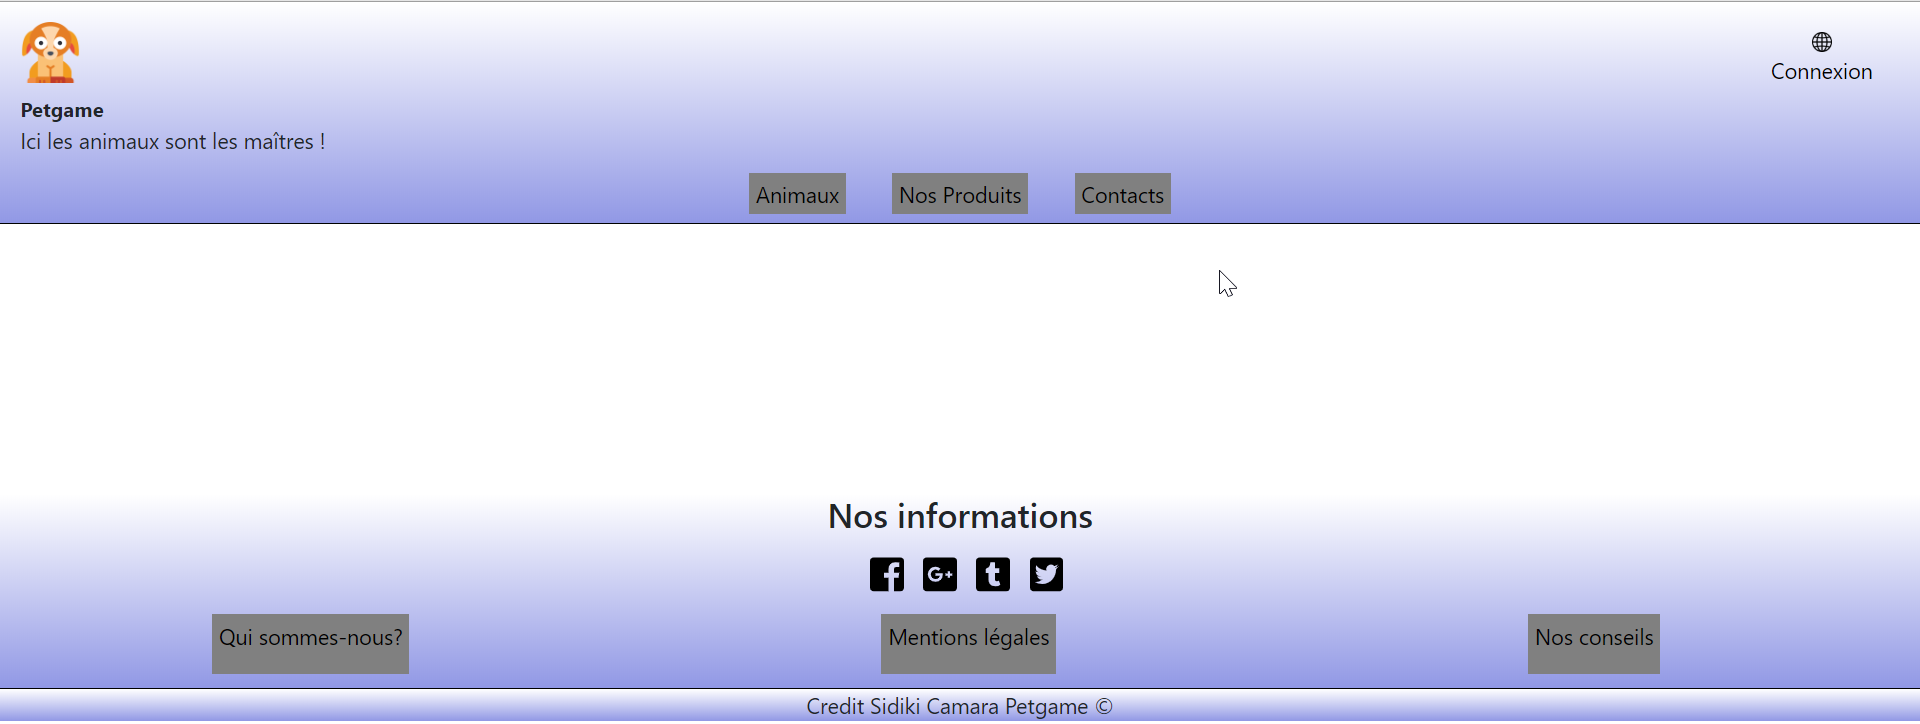 Connexion
Petgame
Ici les animaux sont les maîtres !
Animaux
Nos Produits
Contacts
Nos informations
Qui sommes-nous?
Mentions légales
Nos conseils
Credit Sidiki Camara Petgame ©